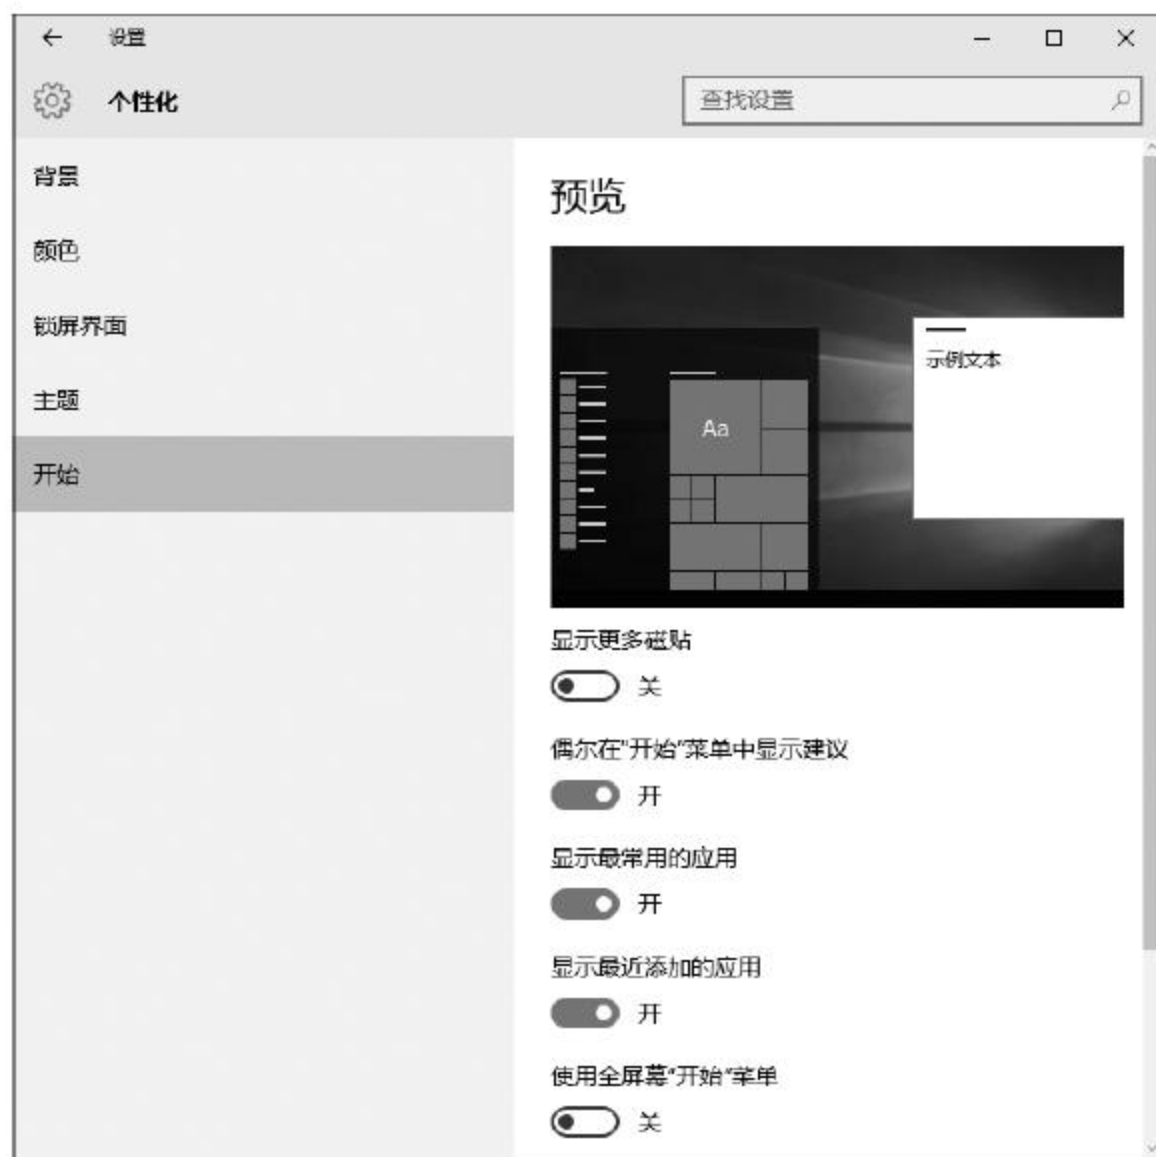 设置
个性化
查找设置
背景
颜色
锁屏界面
主题
开始
预览
示例文本
Aa
显示更多磁贴
关
偶尔在"开始"菜单中显示建议
开
显示最常用的应用
开
显示最近添加的应用
开
使用全屏幕"开始"菜单
关